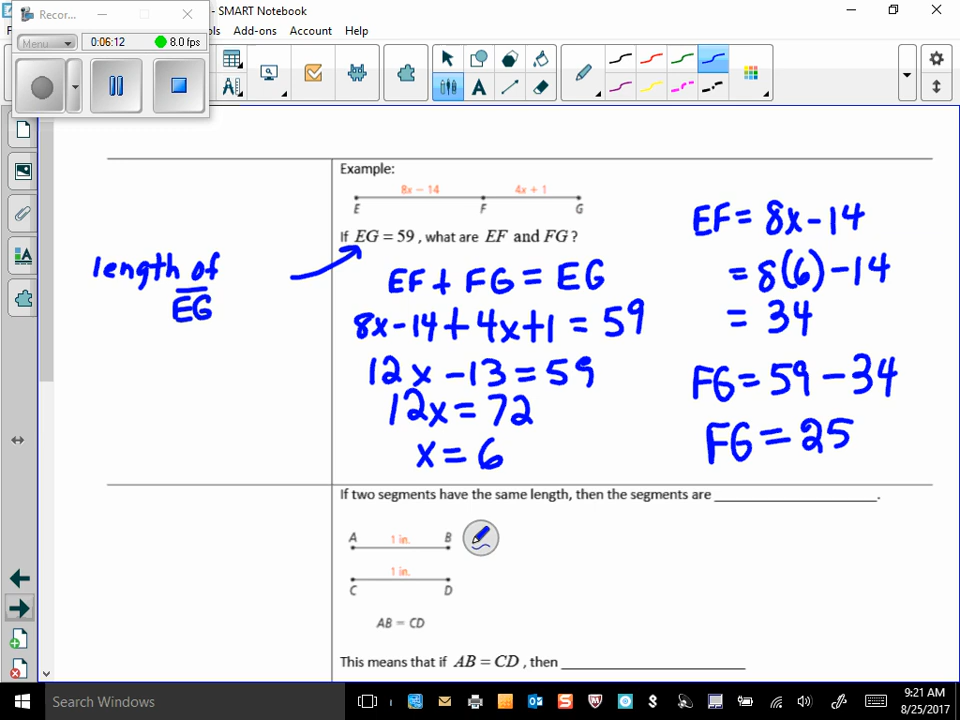 Recor...
SMART Notebook
Menu
0:06:12
8.0 fps
ols Add-ons Account Help
Example:
8x − 14 4x + 1
E F G
If EG = 59, what are EF and FG?
length of
EG
EF + FG = EG
8x-14+4x+1 = 59
12x -13 = 59
12x = 72
x = 6
EF = 8x-14
= 8(6)-14
= 34
FG = 59 - 34
FG = 25
If two segments have the same length, then the segments are ____________________.
A 1 in. B
1 in.
C D
AB = CD
This means that if AB = CD, then ______________________
Search Windows
9:21 AM
8/25/2017